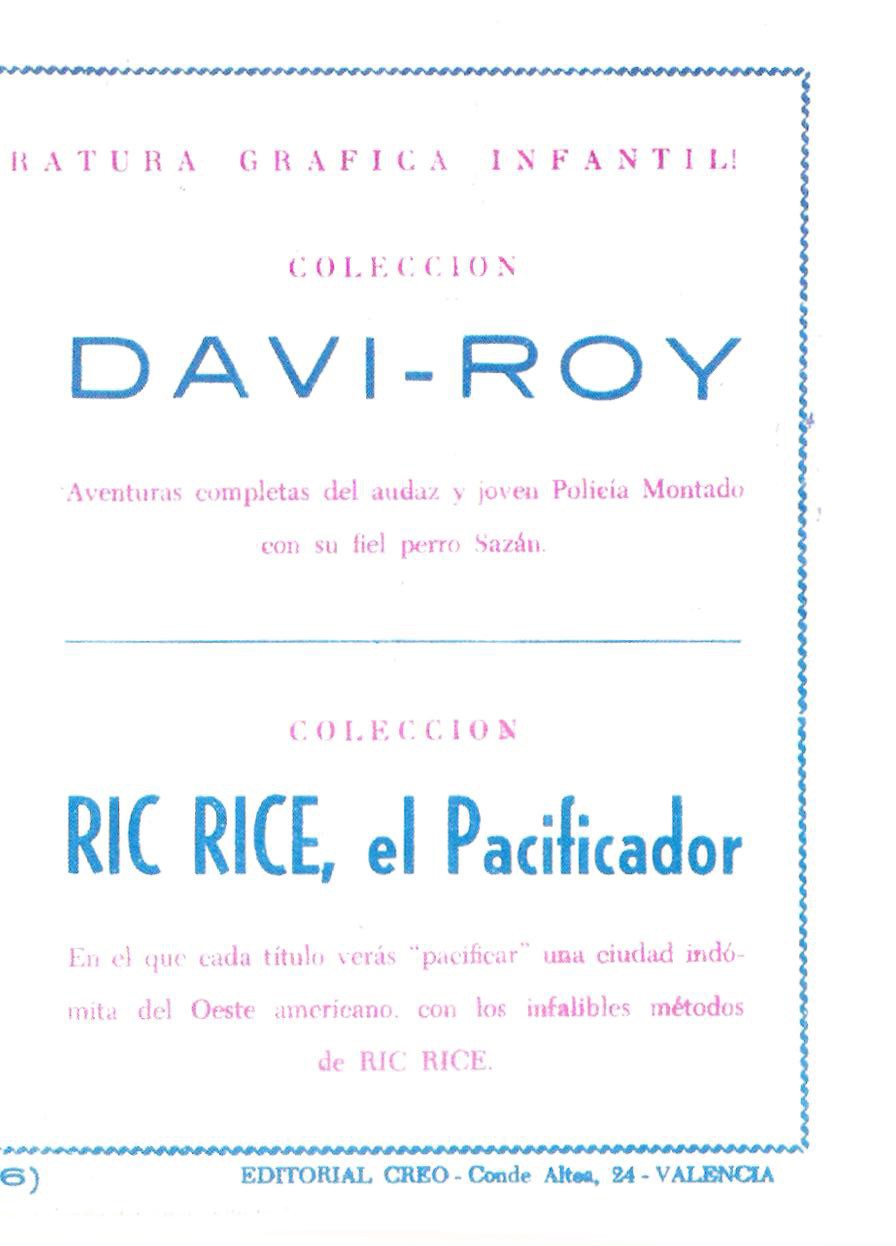 RATURA GRAFICA INFANTIL!
COLECCION
DAVI-ROY
Aventuras completas del audaz y joven Policía Montado
con su fiel perro Sazán.
COLECCION
RIC RICE, el Pacificador
En el que cada título verás "pacificar" una ciudad indó-
mita del Oeste americano. con los infalibles métodos
de RIC RICE.
6) EDITORIAL CREO - Conde Altea, 24 - VALENCIA